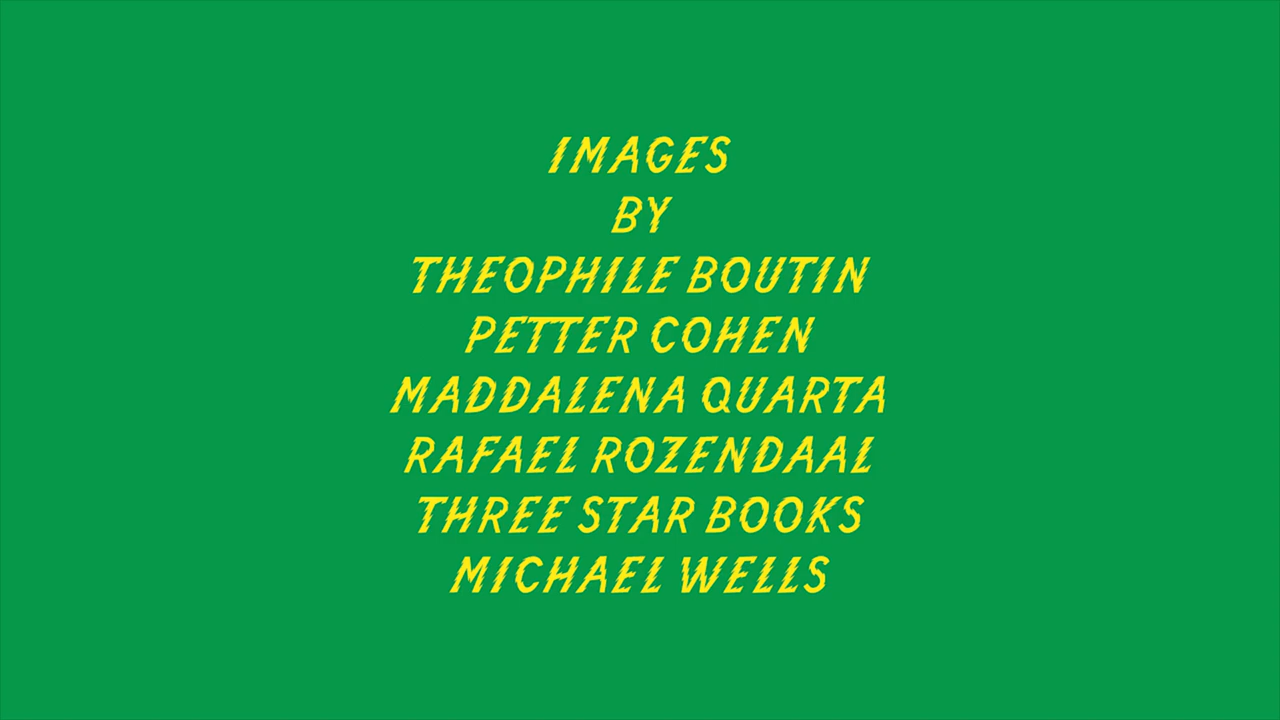 IMAGES
BY
THEOPHILE BOUTIN
PETTER COHEN
MADDALENA QUARTA
RAFAEL ROZENDAAL
THREE STAR BOOKS
MICHAEL WELLS